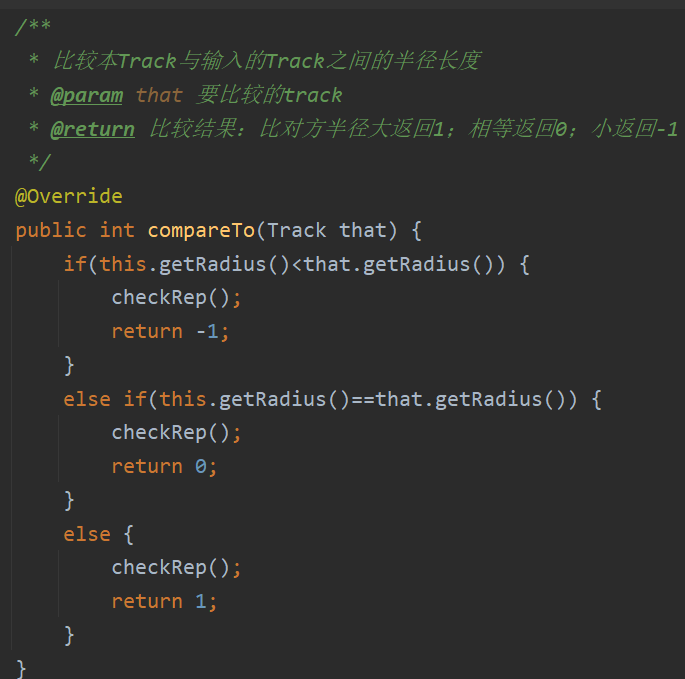 /**
 * 比较本Track与输入的Track之间的半径长度
 * @param that 要比较的track
 * @return 比较结果：比对方半径大返回1；相等返回0；小返回-1
 */
@Override
public int compareTo(Track that) {
    if(this.getRadius()<that.getRadius()) {
        checkRep();
        return -1;
    }
    else if(this.getRadius()==that.getRadius()) {
        checkRep();
        return 0;
    }
    else {
        checkRep();
        return 1;
    }
}